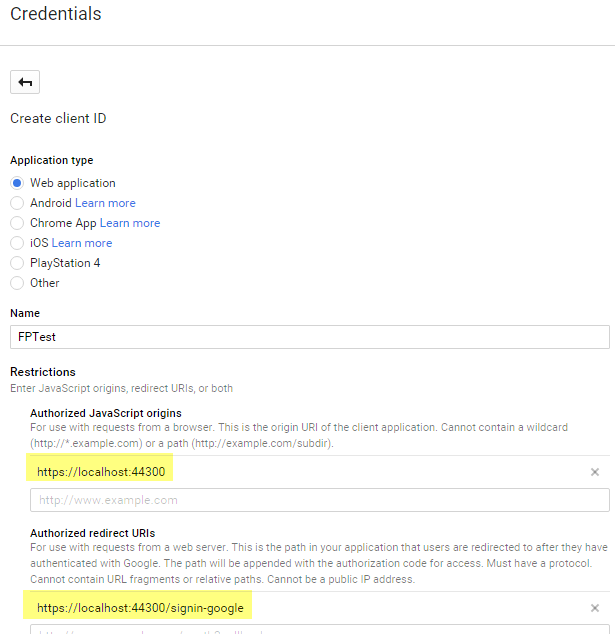 Credentials
Create client ID
Application type
Web application
Android Learn more
Chrome App Learn more
iOS Learn more
PlayStation 4
Other
Name
FPTest
Restrictions
Enter JavaScript origins, redirect URIs, or both
Authorized JavaScript origins
For use with requests from a browser. This is the origin URI of the client application. Cannot contain a wildcard
(http://*.example.com) or a path (http://example.com/subdir).
https://localhost:44300
http://www.example.com
Authorized redirect URIs
For use with requests from a web server. This is the path in your application that users are redirected to after they have
authenticated with Google. The path will be appended with the authorization code for access. Must have a protocol.
Cannot contain URL fragments or relative paths. Cannot be a public IP address.
https://localhost:44300/signin-google